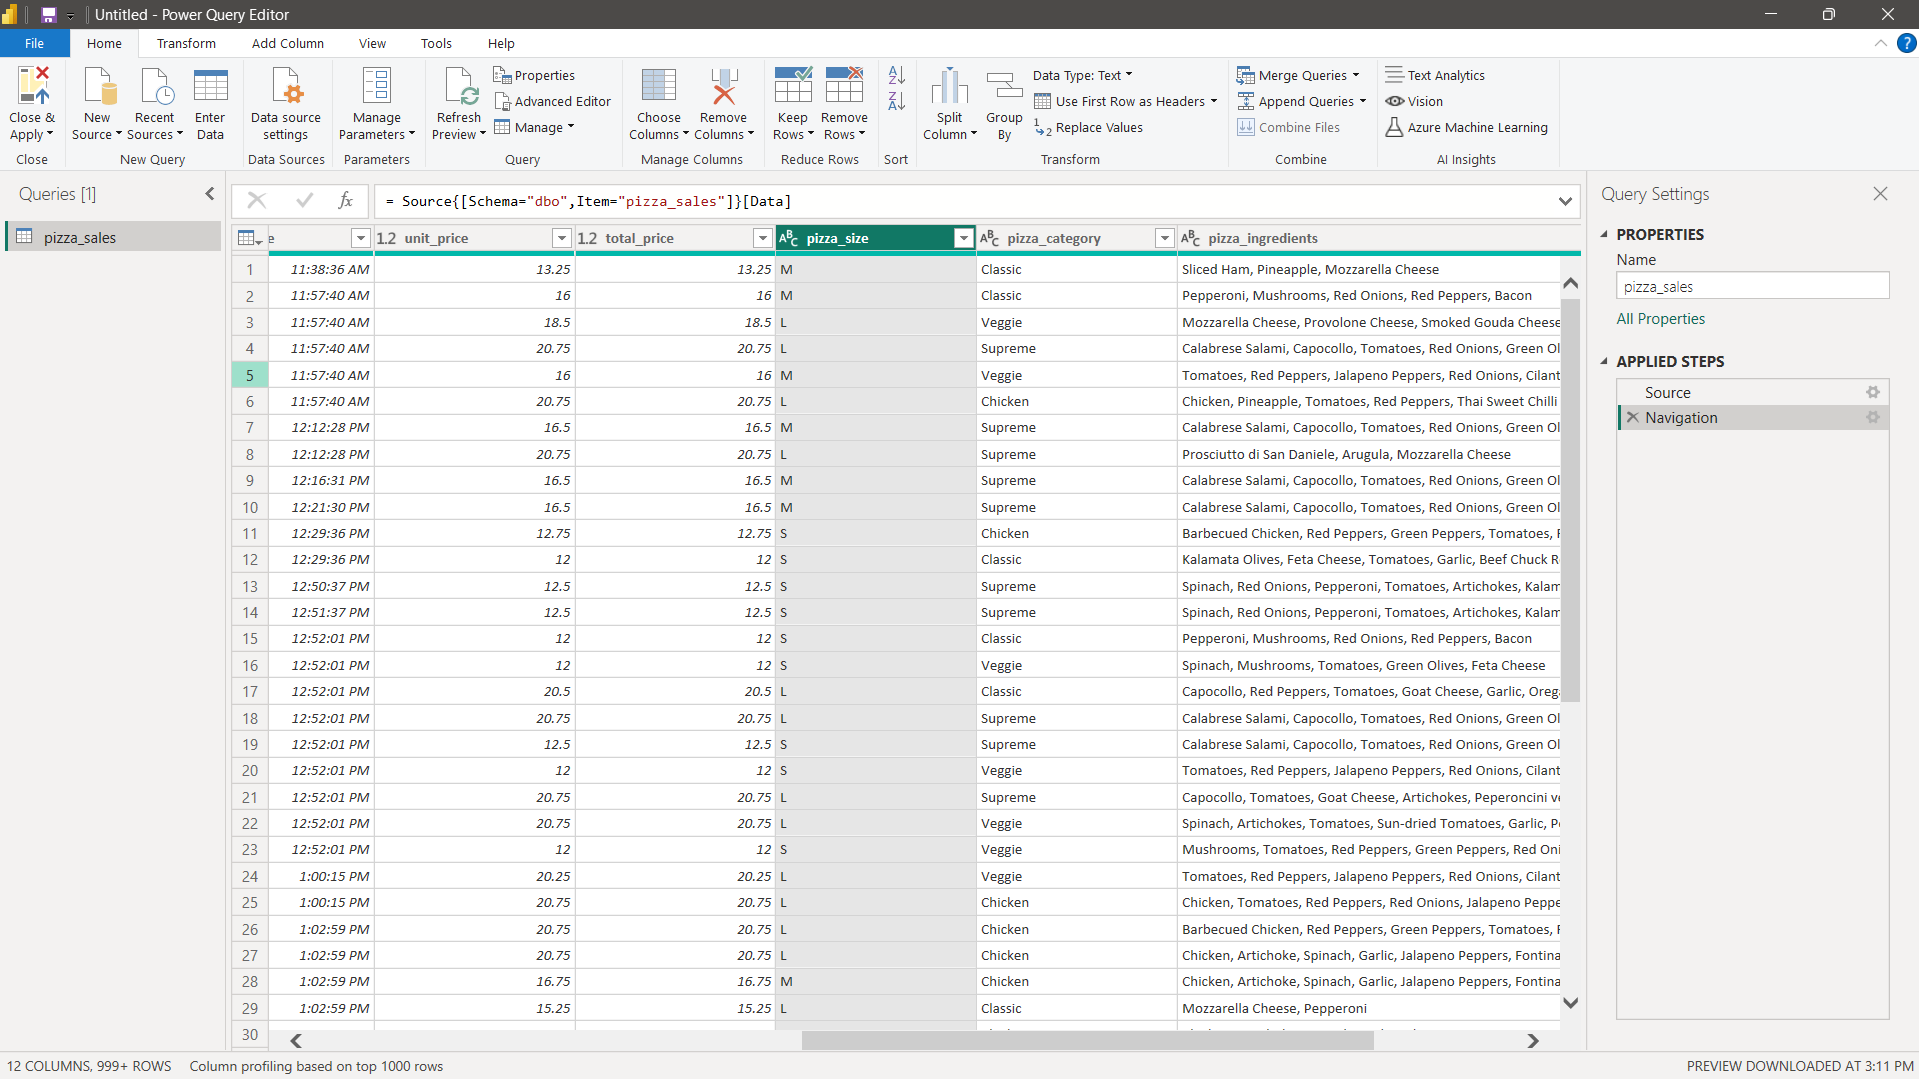 Untitled - Power Query Editor
File Home Transform Add Column View Tools Help
Close & Apply
Close
New Source
Recent Sources
Enter Data
New Query
Data source settings
Data Sources
Manage Parameters
Parameters
Refresh Preview
Properties
Advanced Editor
Manage
Query
Choose Columns
Remove Columns
Manage Columns
Keep Rows
Remove Rows
Reduce Rows
Sort
Split Column
Group By
Data Type: Text
Use First Row as Headers
Replace Values
Transform
Merge Queries
Append Queries
Combine Files
Combine
Text Analytics
Vision
Azure Machine Learning
AI Insights
Queries [1]
pizza_sales
fx = Source{[Schema="dbo",Item="pizza_sales"]}[Data]
e 1.2 unit_price 1.2 total_price ABC pizza_size ABC pizza_category ABC pizza_ingredients
1 11:38:36 AM 13.25 13.25 M Classic Sliced Ham, Pineapple, Mozzarella Cheese
2 11:57:40 AM 16 16 M Classic Pepperoni, Mushrooms, Red Onions, Red Peppers, Bacon
3 11:57:40 AM 18.5 18.5 L Veggie Mozzarella Cheese, Provolone Cheese, Smoked Gouda Cheese
4 11:57:40 AM 20.75 20.75 L Supreme Calabrese Salami, Capocollo, Tomatoes, Red Onions, Green Ol
5 11:57:40 AM 16 16 M Veggie Tomatoes, Red Peppers, Jalapeno Peppers, Red Onions, Cilant
6 11:57:40 AM 20.75 20.75 L Chicken Chicken, Pineapple, Tomatoes, Red Peppers, Thai Sweet Chilli
7 12:12:28 PM 16.5 16.5 M Supreme Calabrese Salami, Capocollo, Tomatoes, Red Onions, Green Ol
8 12:12:28 PM 20.75 20.75 L Supreme Prosciutto di San Daniele, Arugula, Mozzarella Cheese
9 12:16:31 PM 16.5 16.5 M Supreme Calabrese Salami, Capocollo, Tomatoes, Red Onions, Green Ol
10 12:21:30 PM 16.5 16.5 M Supreme Calabrese Salami, Capocollo, Tomatoes, Red Onions, Green Ol
11 12:29:36 PM 12.75 12.75 S Chicken Barbecued Chicken, Red Peppers, Green Peppers, Tomatoes, R
12 12:29:36 PM 12 12 S Classic Kalamata Olives, Feta Cheese, Tomatoes, Garlic, Beef Chuck R
13 12:50:37 PM 12.5 12.5 S Supreme Spinach, Red Onions, Pepperoni, Tomatoes, Artichokes, Kalam
14 12:51:37 PM 12.5 12.5 S Supreme Spinach, Red Onions, Pepperoni, Tomatoes, Artichokes, Kalam
15 12:52:01 PM 12 12 S Classic Pepperoni, Mushrooms, Red Onions, Red Peppers, Bacon
16 12:52:01 PM 12 12 S Veggie Spinach, Mushrooms, Tomatoes, Green Olives, Feta Cheese
17 12:52:01 PM 20.5 20.5 L Classic Capocollo, Red Peppers, Tomatoes, Goat Cheese, Garlic, Oreg
18 12:52:01 PM 20.75 20.75 L Supreme Calabrese Salami, Capocollo, Tomatoes, Red Onions, Green Ol
19 12:52:01 PM 12.5 12.5 S Supreme Calabrese Salami, Capocollo, Tomatoes, Red Onions, Green Ol
20 12:52:01 PM 12 12 S Veggie Tomatoes, Red Peppers, Jalapeno Peppers, Red Onions, Cilant
21 12:52:01 PM 20.75 20.75 L Supreme Capocollo, Tomatoes, Goat Cheese, Artichokes, Peperoncini ve
22 12:52:01 PM 20.75 20.75 L Veggie Spinach, Artichokes, Tomatoes, Sun-dried Tomatoes, Garlic, Pe
23 12:52:01 PM 12 12 S Veggie Mushrooms, Tomatoes, Red Peppers, Green Peppers, Red Oni
24 1:00:15 PM 20.25 20.25 L Veggie Tomatoes, Red Peppers, Jalapeno Peppers, Red Onions, Cilant
25 1:00:15 PM 20.75 20.75 L Chicken Chicken, Tomatoes, Red Peppers, Red Onions, Jalapeno Peppe
26 1:02:59 PM 20.75 20.75 L Chicken Barbecued Chicken, Red Peppers, Green Peppers, Tomatoes, R
27 1:02:59 PM 20.75 20.75 L Chicken Chicken, Artichoke, Spinach, Garlic, Jalapeno Peppers, Fontina
28 1:02:59 PM 16.75 16.75 M Chicken Chicken, Artichoke, Spinach, Garlic, Jalapeno Peppers, Fontina
29 1:02:59 PM 15.25 15.25 L Classic Mozzarella Cheese, Pepperoni
30
Query Settings
PROPERTIES
Name
pizza_sales
All Properties
APPLIED STEPS
Source
Navigation
12 COLUMNS, 999+ ROWS Column profiling based on top 1000 rows
PREVIEW DOWNLOADED AT 3:11 PM